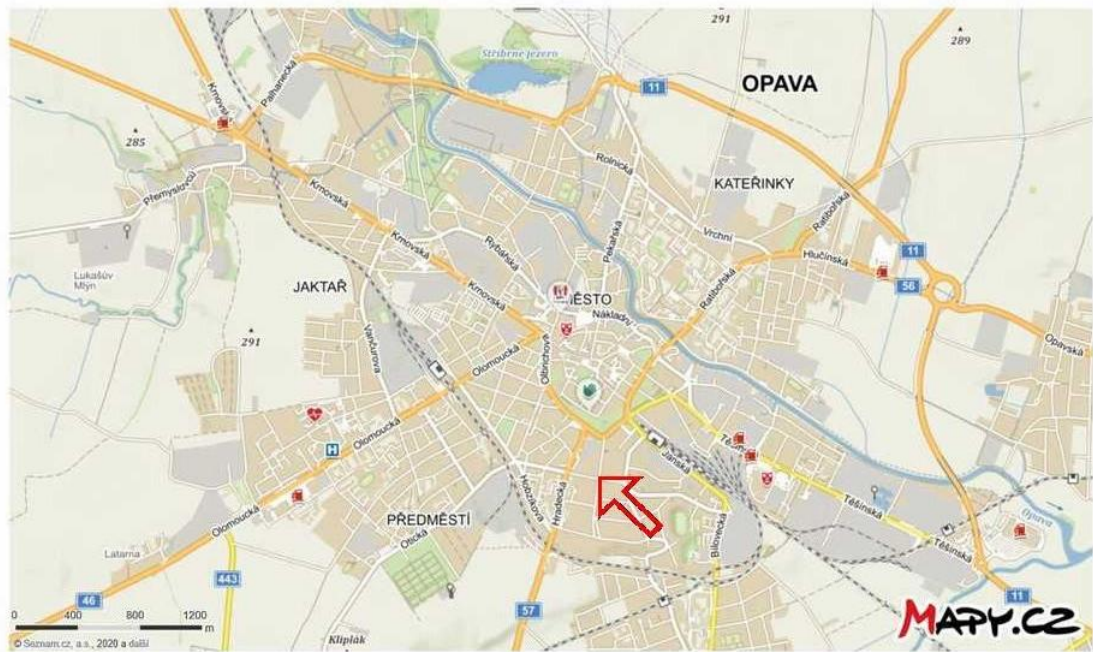 291
289
Stříbrné jezero
OPAVA
11
Palhanecká
Krnovská
285
Přemyslovců
Rolnická
KATEŘINKY
Krnovská
Ratibořská
Pekařská
Vrchní
Krnovská
Rybářská
Hlučínská
11
Lukašův
Mlýn
JAKTAŘ
56
Ratibořská
MĚSTO
Krnovská
Nákladní
291
Vančurova
Opavská
Olbrichova
Olomoucká
Olomoucká
H
Těšínská
Janská
Hobzíkova
Hradecká
Olomoucká
PŘEDMĚSTÍ
Těšínská
Otická
Opava
Bílovecká
Těšínská
Latarna
443
46
57
11
0 400 800 1200
m
MAPY.CZ
Kliplák
© Seznam.cz, a.s., 2020 a další